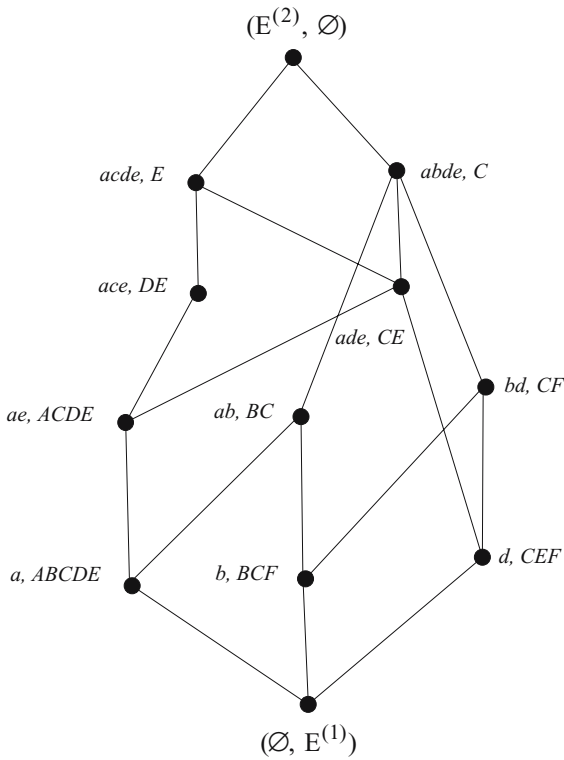 (E⁽²⁾, ∅)
acde, E
abde, C
ace, DE
ade, CE
bd, CF
ae, ACDE
ab, BC
a, ABCDE
b, BCF
d, CEF
(∅, E⁽¹⁾)